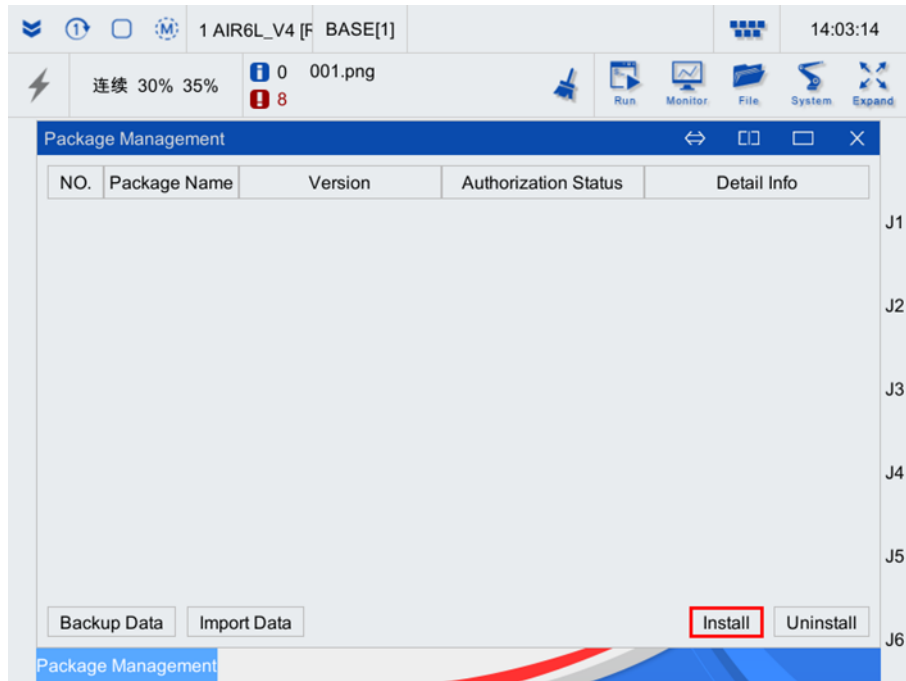 1 AIR6L_V4 [F BASE[1] 14:03:14
连续 30% 35% 0 001.png
8
Run Monitor File System Expand
Package Management
NO. Package Name Version Authorization Status Detail Info
J1
J2
J3
J4
J5
Backup Data Import Data Install Uninstall
J6
Package Management